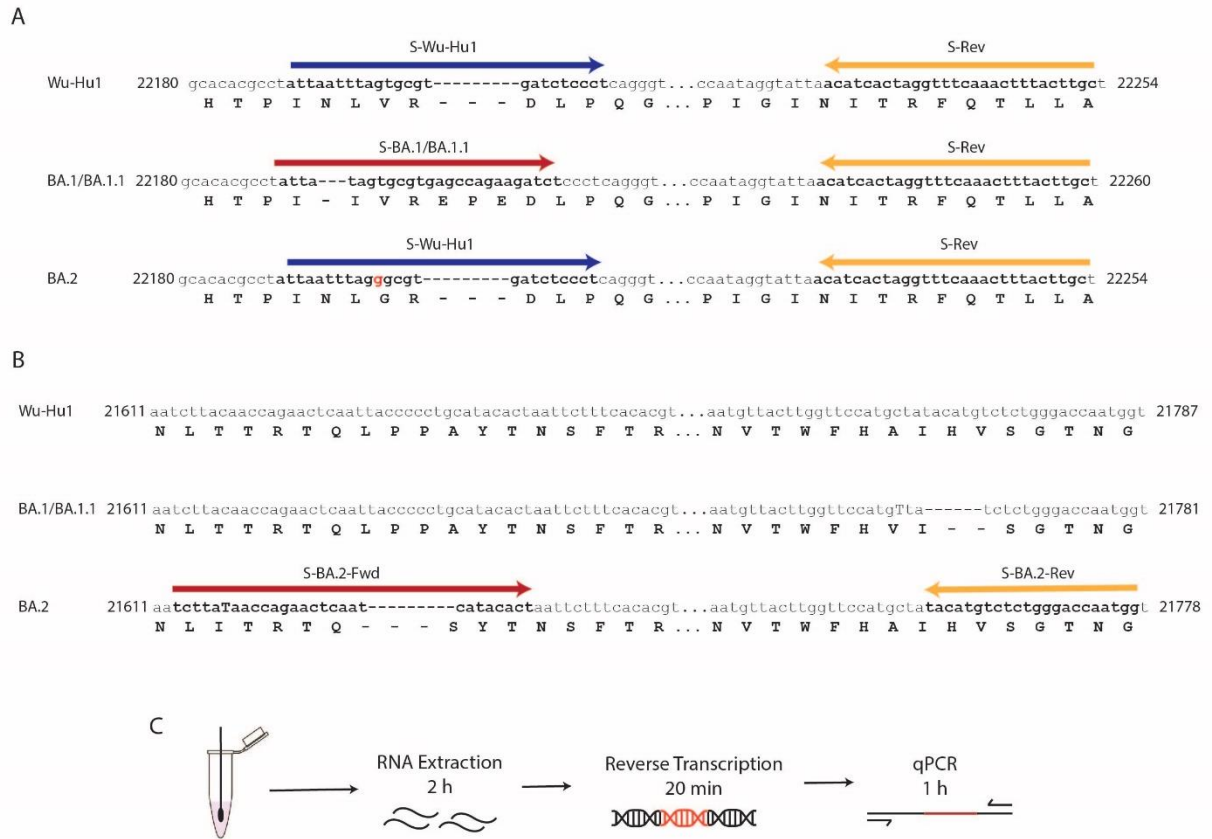 A
S-Wu-Hu1 S-Rev
Wu-Hu1 22180 gcacacgcctattaatttagtgcgt---------gatctccctcagggt...ccaataggtattaacatcactaggtttcaaactttacttgct 22254
H T P I N L V R - - - D L P Q G ... P I G I N I T R F Q T L L A
S-BA.1/BA.1.1 S-Rev
BA.1/BA.1.1 22180 gcacacgcctatta---tagtgcgtgagccagaagatctccctcagggt...ccaataggtattaacatcactaggtttcaaactttacttgct 22260
H T P I - I V R E P E D L P Q G ... P I G I N I T R F Q T L L A
S-Wu-Hu1 S-Rev
BA.2 22180 gcacacgcctattaatttagggcgt---------gatctccctcagggt...ccaataggtattaacatcactaggtttcaaactttacttgct 22254
H T P I N L G R - - - D L P Q G ... P I G I N I T R F Q T L L A
B
Wu-Hu1 21611 aatcttacaaccagaactcaattaccccctgcatacactaattctttcacacgt...aatgttacttggttccatgctatacatgtctctgggaccaatggt 21787
N L T T R T Q L P P A Y T N S F T R ... N V T W F H A I H V S G T N G
BA.1/BA.1.1 21611 aatcttacaaccagaactcaattaccccctgcatacactaattctttcacacgt...aatgttacttggttccatgTta------tctctgggaccaatggt 21781
N L T T R T Q L P P A Y T N S F T R ... N V T W F H V I - - S G T N G
S-BA.2-Fwd S-BA.2-Rev
BA.2 21611 aatcttaTaaccagaactcaat---------catacactaattctttcacacgt...aatgttacttggttccatgctatacatgtctctgggaccaatggt 21778
N L I T R T Q - - - S Y T N S F T R ... N V T W F H A I H V S G T N G
C
RNA Extraction
2 h
Reverse Transcription
20 min
qPCR
1 h